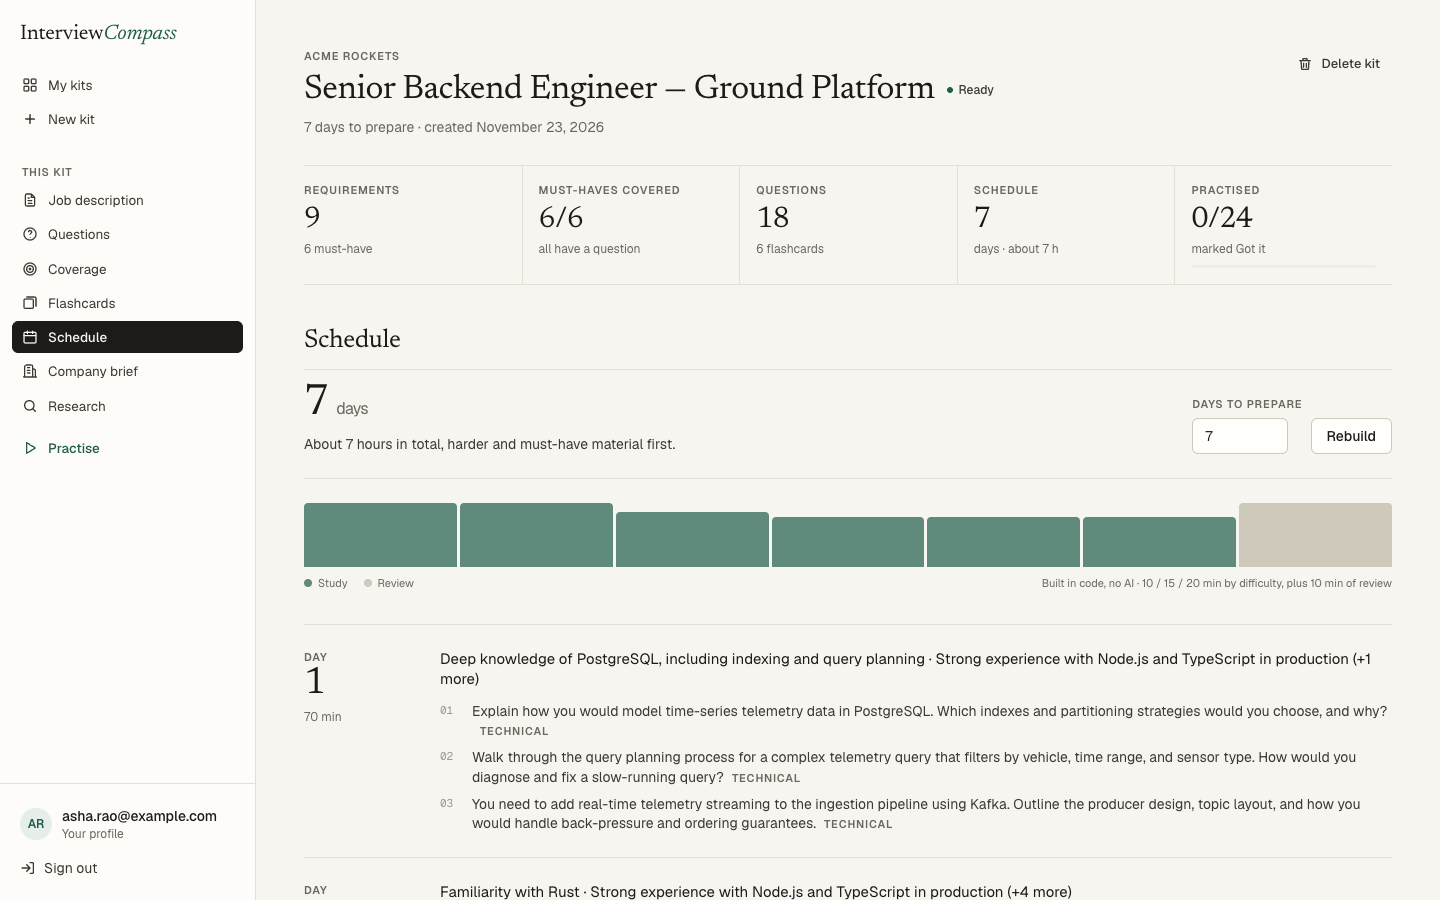 InterviewCompass
My kits
New kit
THIS KIT
Job description
Questions
Coverage
Flashcards
Schedule
Company brief
Research
Practise
AR
asha.rao@example.com
Your profile
Sign out
ACME ROCKETS
Senior Backend Engineer — Ground Platform
Ready
7 days to prepare · created November 23, 2026
Delete kit
REQUIREMENTS
9
6 must-have
MUST-HAVES COVERED
6/6
all have a question
QUESTIONS
18
6 flashcards
SCHEDULE
7
days · about 7 h
PRACTISED
0/24
marked Got it
Schedule
7 days
About 7 hours in total, harder and must-have material first.
DAYS TO PREPARE
7
Rebuild
Study
Review
Built in code, no AI · 10 / 15 / 20 min by difficulty, plus 10 min of review
DAY
1
70 min
Deep knowledge of PostgreSQL, including indexing and query planning · Strong experience with Node.js and TypeScript in production (+1
more)
01 Explain how you would model time-series telemetry data in PostgreSQL. Which indexes and partitioning strategies would you choose, and why?
TECHNICAL
02 Walk through the query planning process for a complex telemetry query that filters by vehicle, time range, and sensor type. How would you
diagnose and fix a slow-running query? TECHNICAL
03 You need to add real-time telemetry streaming to the ingestion pipeline using Kafka. Outline the producer design, topic layout, and how you
would handle back-pressure and ordering guarantees. TECHNICAL
DAY
Familiarity with Rust · Strong experience with Node.js and TypeScript in production (+4 more)